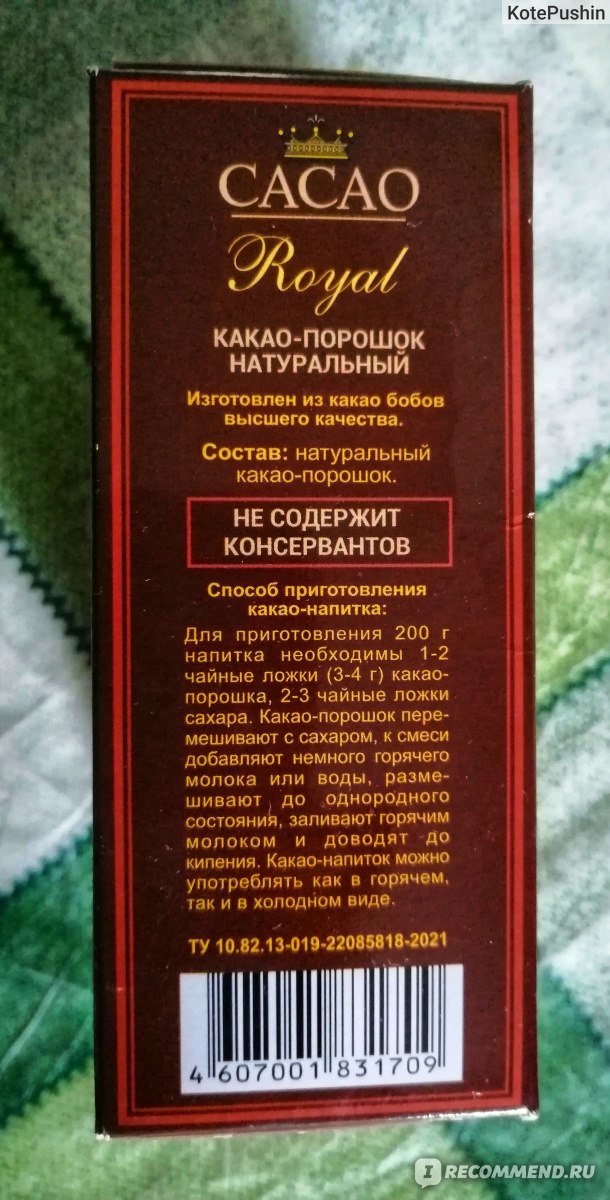 KotePushin
CACAO
Royal
КАКАО-ПОРОШОК
НАТУРАЛЬНЫЙ
Изготовлен из какао бобов
высшего качества.
Состав: натуральный
какао-порошок.
НЕ СОДЕРЖИТ
КОНСЕРВАНТОВ
Способ приготовления
какао-напитка:
Для приготовления 200 г
напитка необходимы 1-2
чайные ложки (3-4 г) какао-
порошка, 2-3 чайные ложки
сахара. Какао-порошок пере-
мешивают с сахаром, к смеси
добавляют немного горячего
молока или воды, разме-
шивают до однородного
состояния, заливают горячим
молоком и доводят до
кипения. Какао-напиток можно
употреблять как в горячем,
так и в холодном виде.
ТУ 10.82.13-019-22085818-2021
4 607001 831709
I RECOMMEND.RU